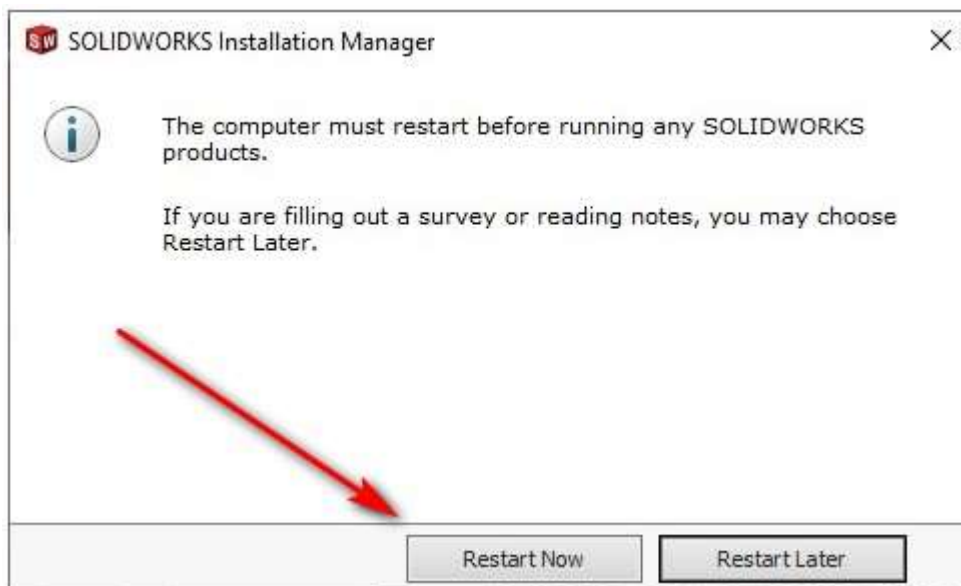 SW SOLIDWORKS Installation Manager
The computer must restart before running any SOLIDWORKS
products.
If you are filling out a survey or reading notes, you may choose
Restart Later.
Restart Now Restart Later